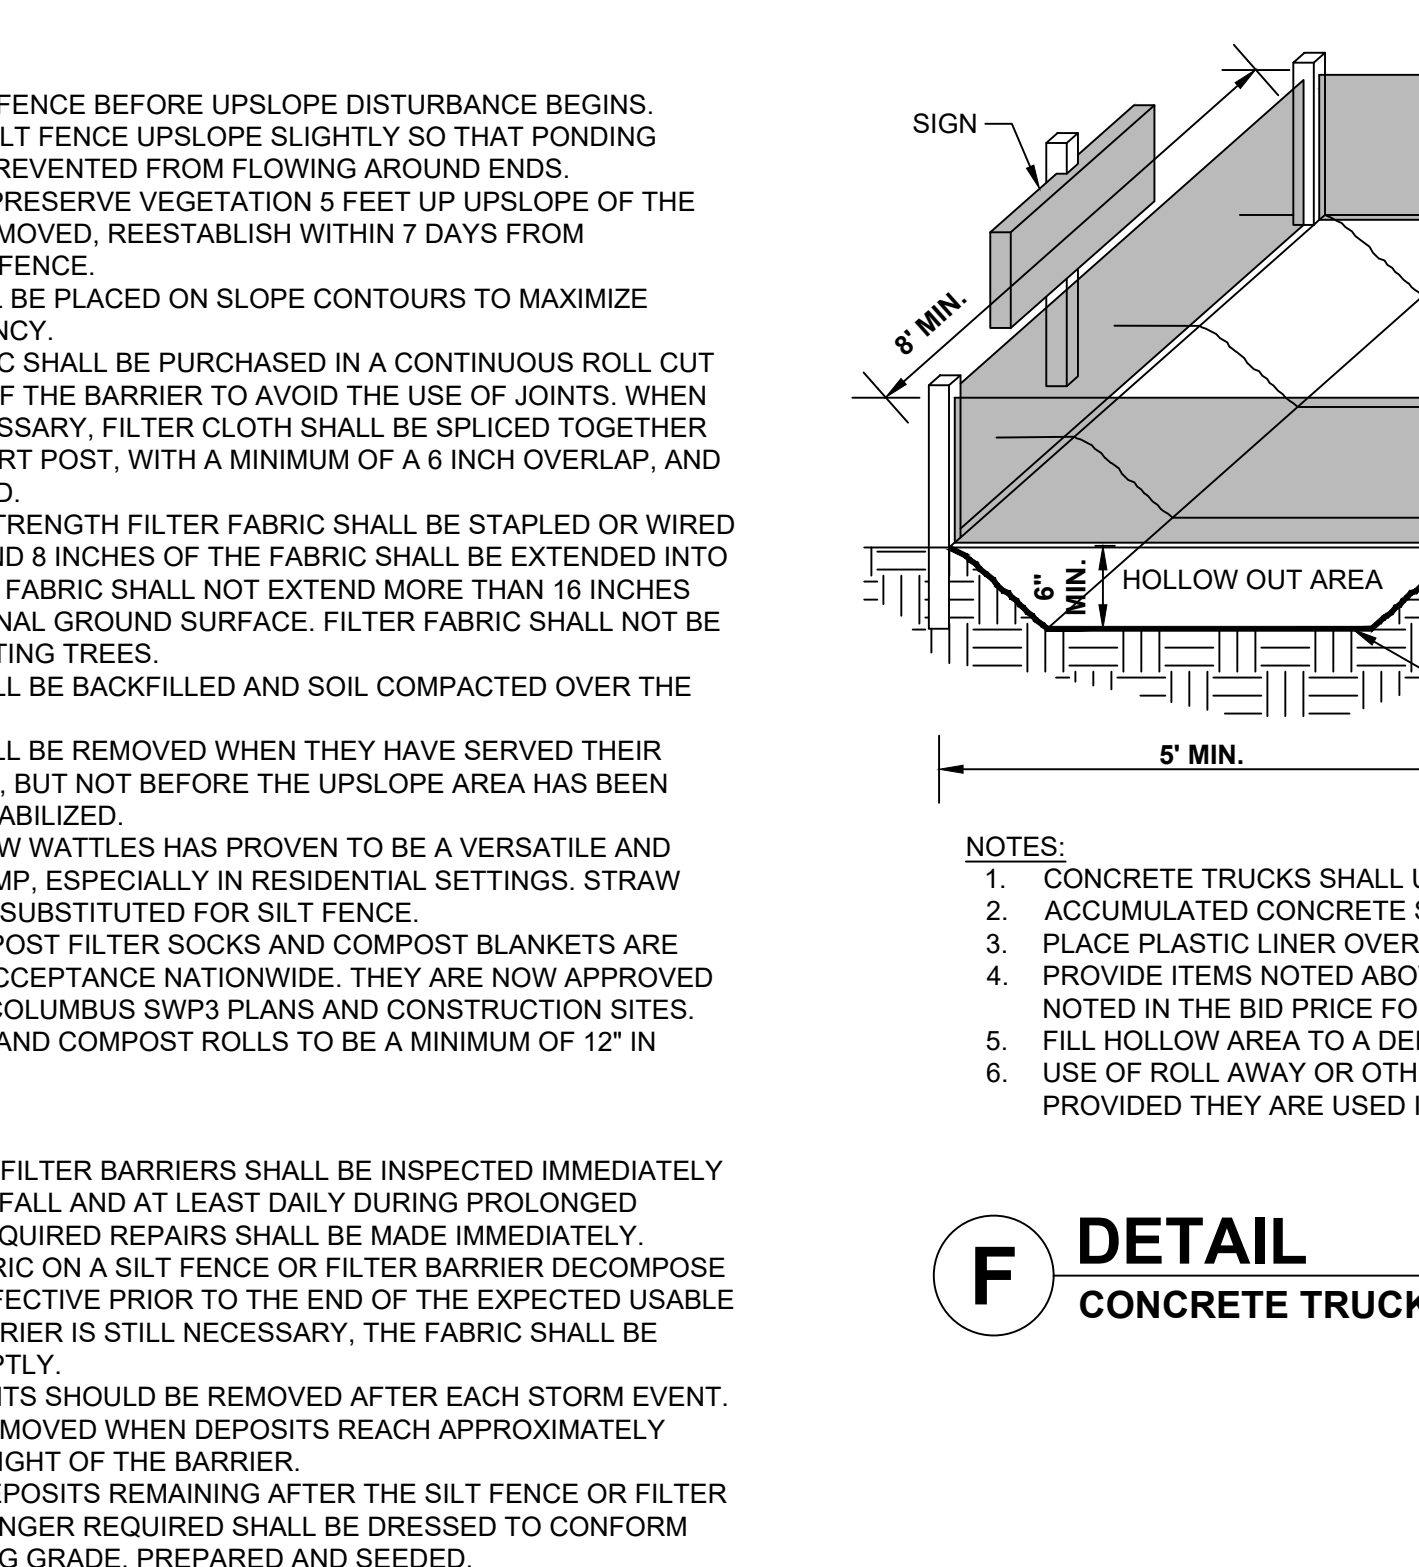 FENCE BEFORE UPSLOPE DISTURBANCE BEGINS.
LT FENCE UPSLOPE SLIGHTLY SO THAT PONDING
REVENTED FROM FLOWING AROUND ENDS.
PRESERVE VEGETATION 5 FEET UP UPSLOPE OF THE
MOVED, REESTABLISH WITHIN 7 DAYS FROM
FENCE.
BE PLACED ON SLOPE CONTOURS TO MAXIMIZE
NCY.
C SHALL BE PURCHASED IN A CONTINUOUS ROLL CUT
F THE BARRIER TO AVOID THE USE OF JOINTS. WHEN
SSARY, FILTER CLOTH SHALL BE SPLICED TOGETHER
RT POST, WITH A MINIMUM OF A 6 INCH OVERLAP, AND
D.
TRENGTH FILTER FABRIC SHALL BE STAPLED OR WIRED
ND 8 INCHES OF THE FABRIC SHALL BE EXTENDED INTO
FABRIC SHALL NOT EXTEND MORE THAN 16 INCHES
NAL GROUND SURFACE. FILTER FABRIC SHALL NOT BE
TING TREES.
LL BE BACKFILLED AND SOIL COMPACTED OVER THE
LL BE REMOVED WHEN THEY HAVE SERVED THEIR
, BUT NOT BEFORE THE UPSLOPE AREA HAS BEEN
ABILIZED.
W WATTLES HAS PROVEN TO BE A VERSATILE AND
MP, ESPECIALLY IN RESIDENTIAL SETTINGS. STRAW
SUBSTITUTED FOR SILT FENCE.
POST FILTER SOCKS AND COMPOST BLANKETS ARE
CCEPTANCE NATIONWIDE. THEY ARE NOW APPROVED
COLUMBUS SWP3 PLANS AND CONSTRUCTION SITES.
AND COMPOST ROLLS TO BE A MINIMUM OF 12" IN
FILTER BARRIERS SHALL BE INSPECTED IMMEDIATELY
FALL AND AT LEAST DAILY DURING PROLONGED
QUIRED REPAIRS SHALL BE MADE IMMEDIATELY.
RIC ON A SILT FENCE OR FILTER BARRIER DECOMPOSE
FECTIVE PRIOR TO THE END OF THE EXPECTED USABLE
RRIER IS STILL NECESSARY, THE FABRIC SHALL BE
PTLY.
ITS SHOULD BE REMOVED AFTER EACH STORM EVENT.
MOVED WHEN DEPOSITS REACH APPROXIMATELY
IGHT OF THE BARRIER.
EPOSITS REMAINING AFTER THE SILT FENCE OR FILTER
NGER REQUIRED SHALL BE DRESSED TO CONFORM
G GRADE, PREPARED AND SEEDED.
SIGN
8' MIN.
6" MIN.
HOLLOW OUT AREA
5' MIN.
NOTES:
1. CONCRETE TRUCKS SHALL U
2. ACCUMULATED CONCRETE S
3. PLACE PLASTIC LINER OVER
4. PROVIDE ITEMS NOTED ABO
NOTED IN THE BID PRICE FO
5. FILL HOLLOW AREA TO A DE
6. USE OF ROLL AWAY OR OTH
PROVIDED THEY ARE USED I
F
DETAIL
CONCRETE TRUCK